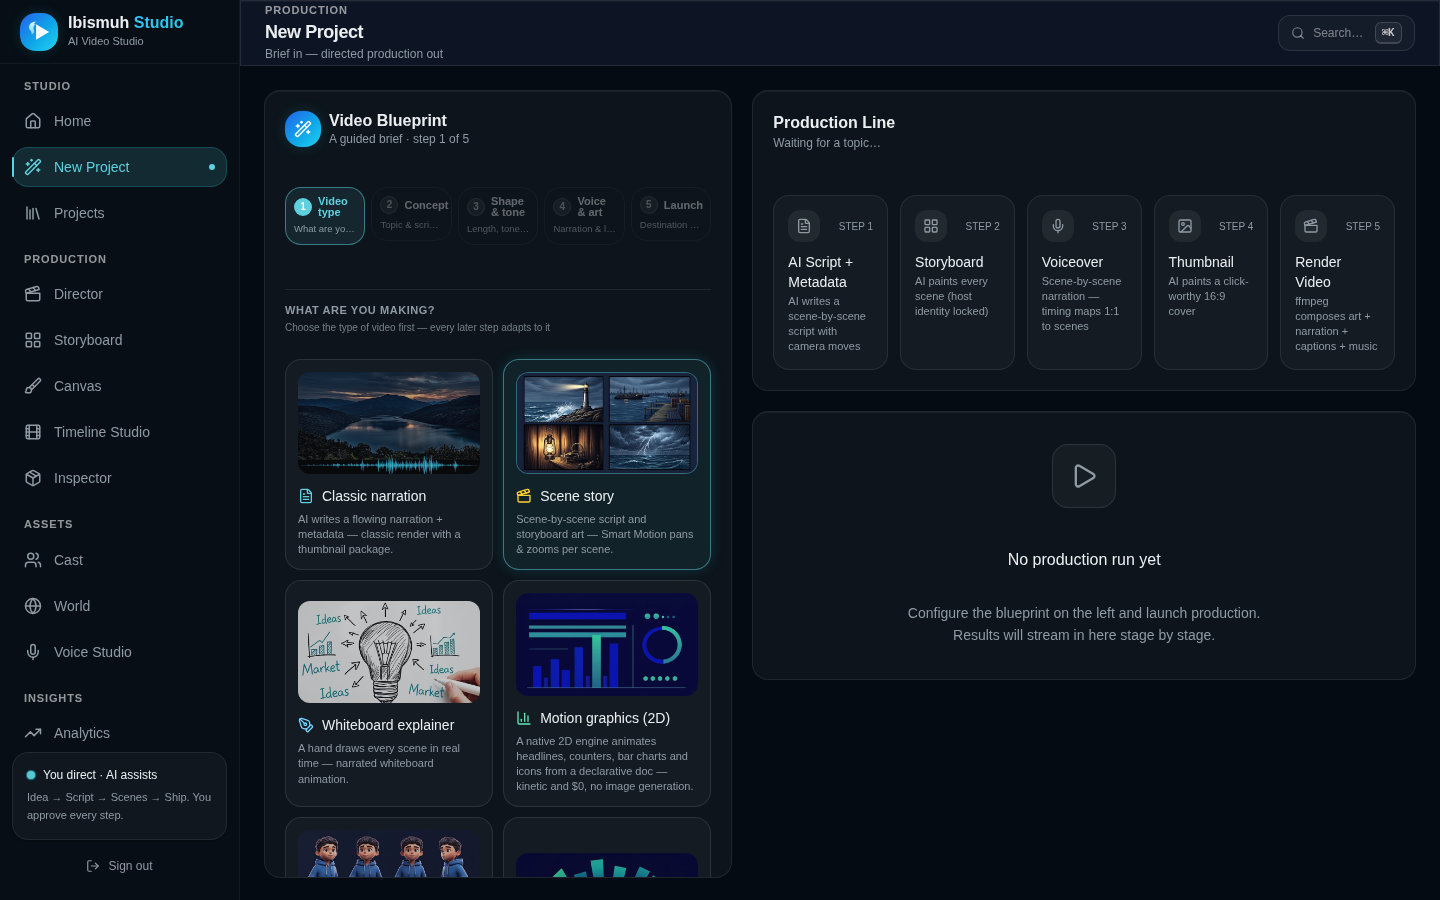 Ibismuh Studio
AI Video Studio
STUDIO
Home
New Project
Projects
PRODUCTION
Director
Storyboard
Canvas
Timeline Studio
Inspector
ASSETS
Cast
World
Voice Studio
INSIGHTS
Analytics
You direct · AI assists
Idea → Script → Scenes → Ship. You
approve every step.
Sign out
PRODUCTION
New Project
Brief in — directed production out
Search…
⌘K
Video Blueprint
A guided brief · step 1 of 5
1
Video
type
What are yo…
2
Concept
Topic & scri…
3
Shape
& tone
Length, tone…
4
Voice
& art
Narration & l…
5
Launch
Destination …
WHAT ARE YOU MAKING?
Choose the type of video first — every later step adapts to it
Classic narration
AI writes a flowing narration +
metadata — classic render with a
thumbnail package.
Scene story
Scene-by-scene script and
storyboard art — Smart Motion pans
& zooms per scene.
Ideas
Ideas
Market
Ideas
Ideas
Market
Whiteboard explainer
A hand draws every scene in real
time — narrated whiteboard
animation.
Motion graphics (2D)
A native 2D engine animates
headlines, counters, bar charts and
icons from a declarative doc —
kinetic and $0, no image generation.
Production Line
Waiting for a topic…
STEP 1
AI Script +
Metadata
AI writes a
scene-by-scene
script with
camera moves
STEP 2
Storyboard
AI paints every
scene (host
identity locked)
STEP 3
Voiceover
Scene-by-scene
narration —
timing maps 1:1
to scenes
STEP 4
Thumbnail
AI paints a click-
worthy 16:9
cover
STEP 5
Render
Video
ffmpeg
composes art +
narration +
captions + music
No production run yet
Configure the blueprint on the left and launch production.
Results will stream in here stage by stage.